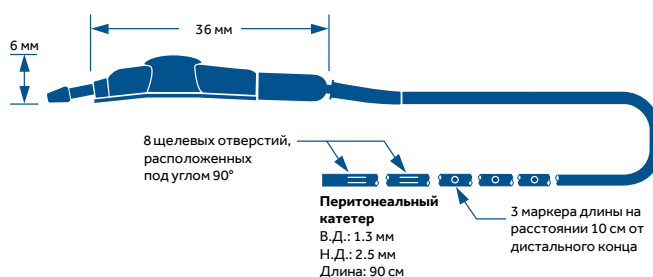 36 мм
6 мм
8 щелевых отверстий,
расположенных
под углом 90°
Перитонеальный
катетер
В.Д.: 1.3 мм
Н.Д.: 2.5 мм
Длина: 90 см
3 маркера длины на
расстоянии 10 см от
дистального конца